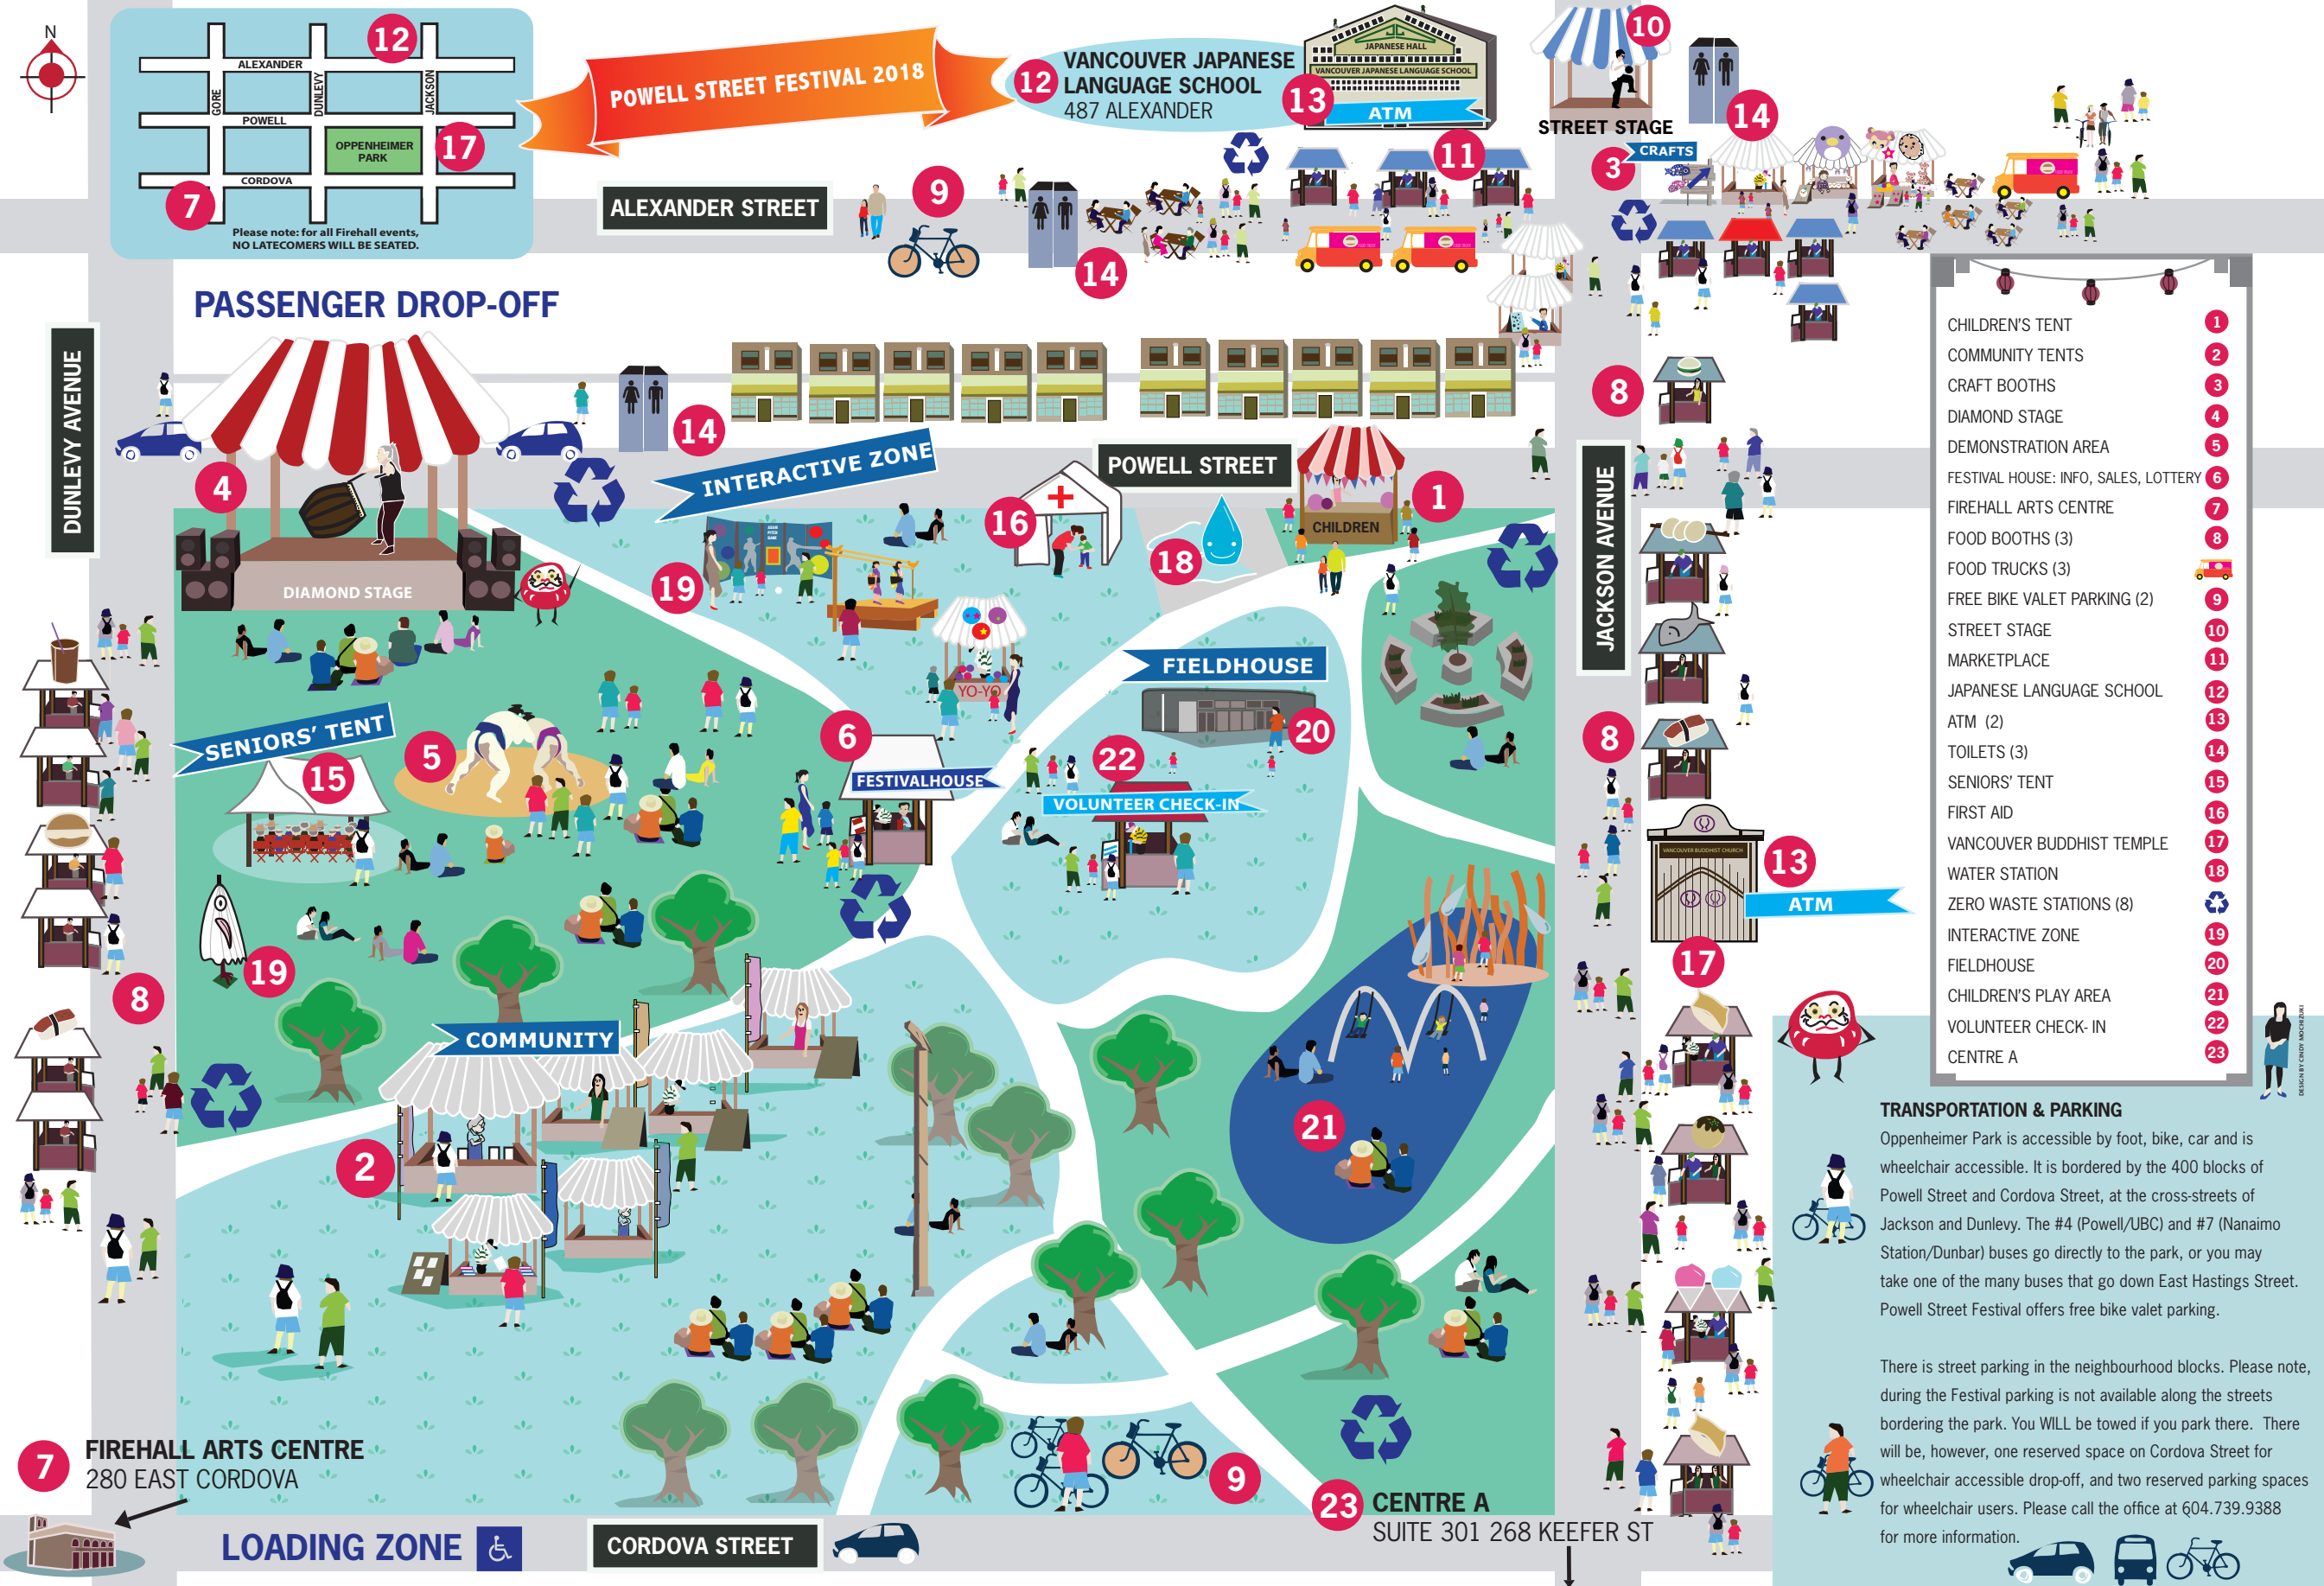 N
12
ALEXANDER
GORE
DUNLEVY
JACKSON
POWELL
OPPENHEIMER
PARK
17
CORDOVA
7
Please note: for all Firehall events,
NO LATECOMERS WILL BE SEATED.
POWELL STREET FESTIVAL 2018
12
VANCOUVER JAPANESE
LANGUAGE SCHOOL
487 ALEXANDER
JAPANESE HALL
VANCOUVER JAPANESE LANGUAGE SCHOOL
13
ATM
10
STREET STAGE
14
3
CRAFTS
11
ALEXANDER STREET
9
14
PASSENGER DROP-OFF
DUNLEVY AVENUE
4
DIAMOND STAGE
14
INTERACTIVE ZONE
19
16
POWELL STREET
18
1
CHILDREN
8
JACKSON AVENUE
YO-YO
FIELDHOUSE
20
SENIORS' TENT
15
5
6
FESTIVALHOUSE
22
VOLUNTEER CHECK-IN
8
VANCOUVER BUDDHIST CHURCH
13
ATM
17
19
8
COMMUNITY
2
21
7
FIREHALL ARTS CENTRE
280 EAST CORDOVA
LOADING ZONE
CORDOVA STREET
9
23
CENTRE A
SUITE 301 268 KEEFER ST
CHILDREN'S TENT 1
COMMUNITY TENTS 2
CRAFT BOOTHS 3
DIAMOND STAGE 4
DEMONSTRATION AREA 5
FESTIVAL HOUSE: INFO, SALES, LOTTERY 6
FIREHALL ARTS CENTRE 7
FOOD BOOTHS (3) 8
FOOD TRUCKS (3)
FREE BIKE VALET PARKING (2) 9
STREET STAGE 10
MARKETPLACE 11
JAPANESE LANGUAGE SCHOOL 12
ATM (2) 13
TOILETS (3) 14
SENIORS' TENT 15
FIRST AID 16
VANCOUVER BUDDHIST TEMPLE 17
WATER STATION 18
ZERO WASTE STATIONS (8)
INTERACTIVE ZONE 19
FIELDHOUSE 20
CHILDREN'S PLAY AREA 21
VOLUNTEER CHECK- IN 22
CENTRE A 23
DESIGN BY CINDY MOCHIZUKI
TRANSPORTATION & PARKING
Oppenheimer Park is accessible by foot, bike, car and is
wheelchair accessible. It is bordered by the 400 blocks of
Powell Street and Cordova Street, at the cross-streets of
Jackson and Dunlevy. The #4 (Powell/UBC) and #7 (Nanaimo
Station/Dunbar) buses go directly to the park, or you may
take one of the many buses that go down East Hastings Street.
Powell Street Festival offers free bike valet parking.
There is street parking in the neighbourhood blocks. Please note,
during the Festival parking is not available along the streets
bordering the park. You WILL be towed if you park there. There
will be, however, one reserved space on Cordova Street for
wheelchair accessible drop-off, and two reserved parking spaces
for wheelchair users. Please call the office at 604.739.9388
for more information.